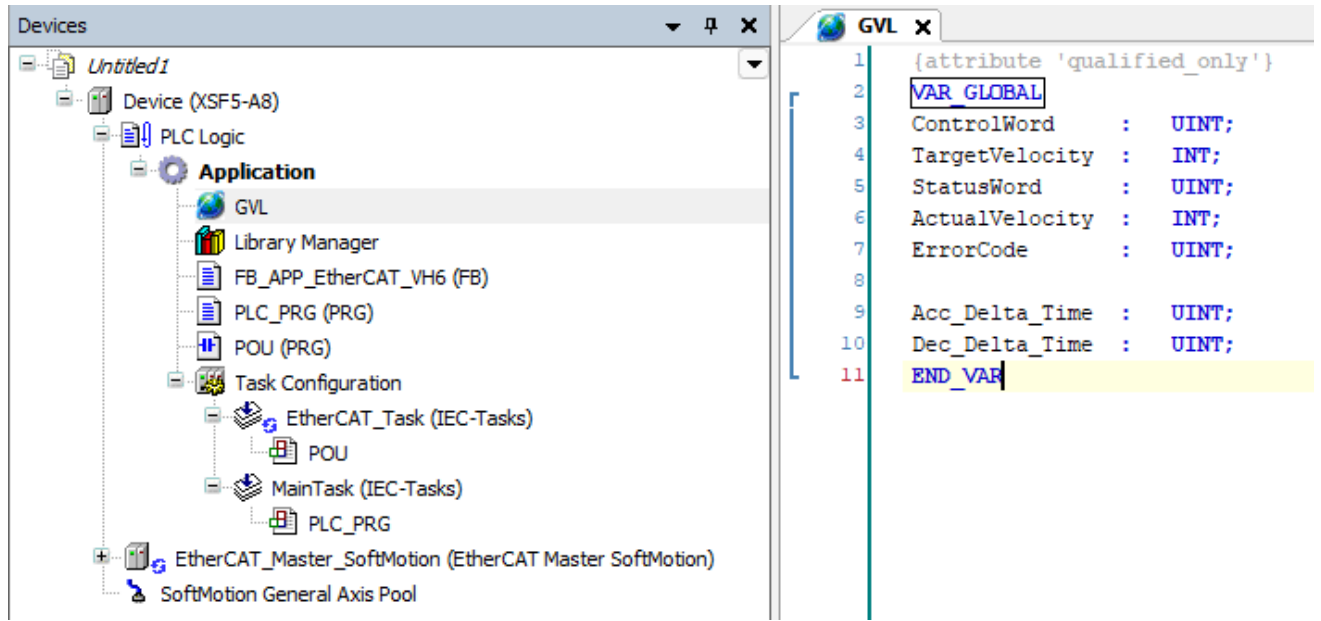 Devices
Untitled1
Device (XSF5-A8)
PLC Logic
Application
GVL
Library Manager
FB_APP_EtherCAT_VH6 (FB)
PLC_PRG (PRG)
POU (PRG)
Task Configuration
EtherCAT_Task (IEC-Tasks)
POU
MainTask (IEC-Tasks)
PLC_PRG
EtherCAT_Master_SoftMotion (EtherCAT Master SoftMotion)
SoftMotion General Axis Pool
GVL
1 {attribute 'qualified_only'}
2 VAR_GLOBAL
3 ControlWord : UINT;
4 TargetVelocity : INT;
5 StatusWord : UINT;
6 ActualVelocity : INT;
7 ErrorCode : UINT;
8
9 Acc_Delta_Time : UINT;
10 Dec_Delta_Time : UINT;
11 END_VAR